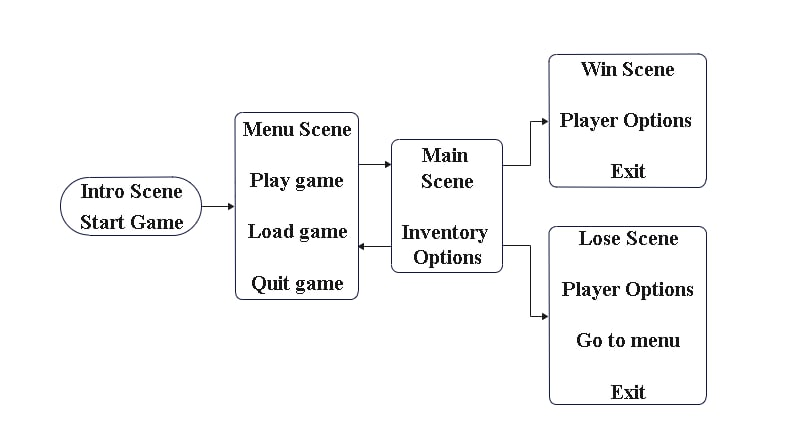 Intro Scene
Start Game
Menu Scene
Play game
Load game
Quit game
Main
Scene
Inventory
Options
Win Scene
Player Options
Exit
Lose Scene
Player Options
Go to menu
Exit